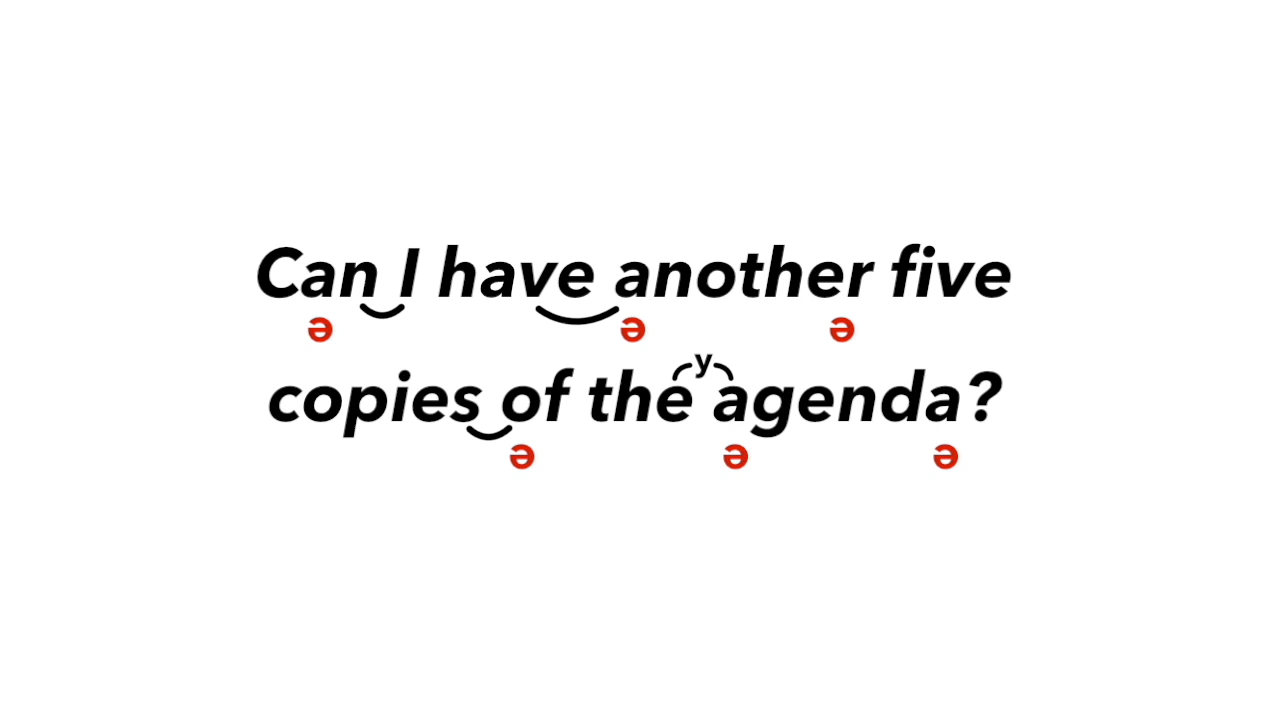 Can I have another five
ə ə ə
y
copies of the agenda?
ə ə ə